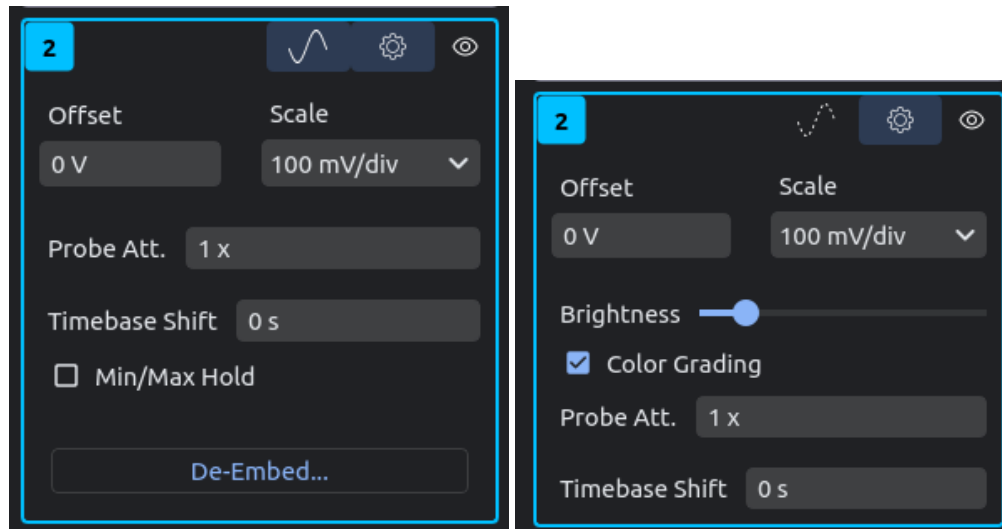 2
Offset Scale
0 V 100 mV/div
Probe Att. 1 x
Timebase Shift 0 s
Min/Max Hold
De-Embed...
2
Offset Scale
0 V 100 mV/div
Brightness
Color Grading
Probe Att. 1 x
Timebase Shift 0 s